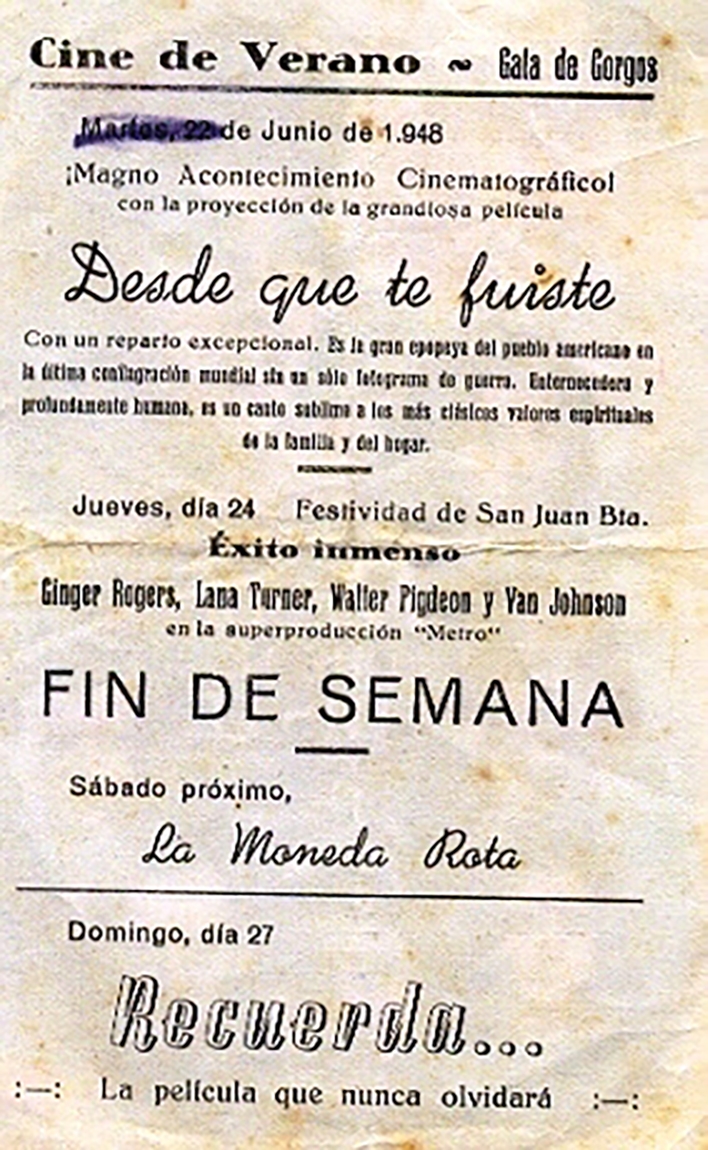 Cine de Verano ~ Gata de Gorgos
Martes, 22 de Junio de 1.948
¡Magno Acontecimiento Cinematográfico!
con la proyección de la grandiosa película
Desde que te fuiste
Con un reparto excepcional. Es la gran epopeya del pueblo americano en
la última conflagración mundial sin un sólo fotograma de guerra. Enternecedora y
profundamente humana, es un canto sublime a los más clásicos valores espirituales
de la familia y del hogar.
Jueves, día 24 Festividad de San Juan Bta.
Éxito inmenso
Ginger Rogers, Lana Turner, Walter Pigdeon y Van Johnson
en la superproducción "Metro"
FIN DE SEMANA
Sábado próximo,
La Moneda Rota
Domingo, día 27
Recuerda...
:—: La película que nunca olvidará :—: